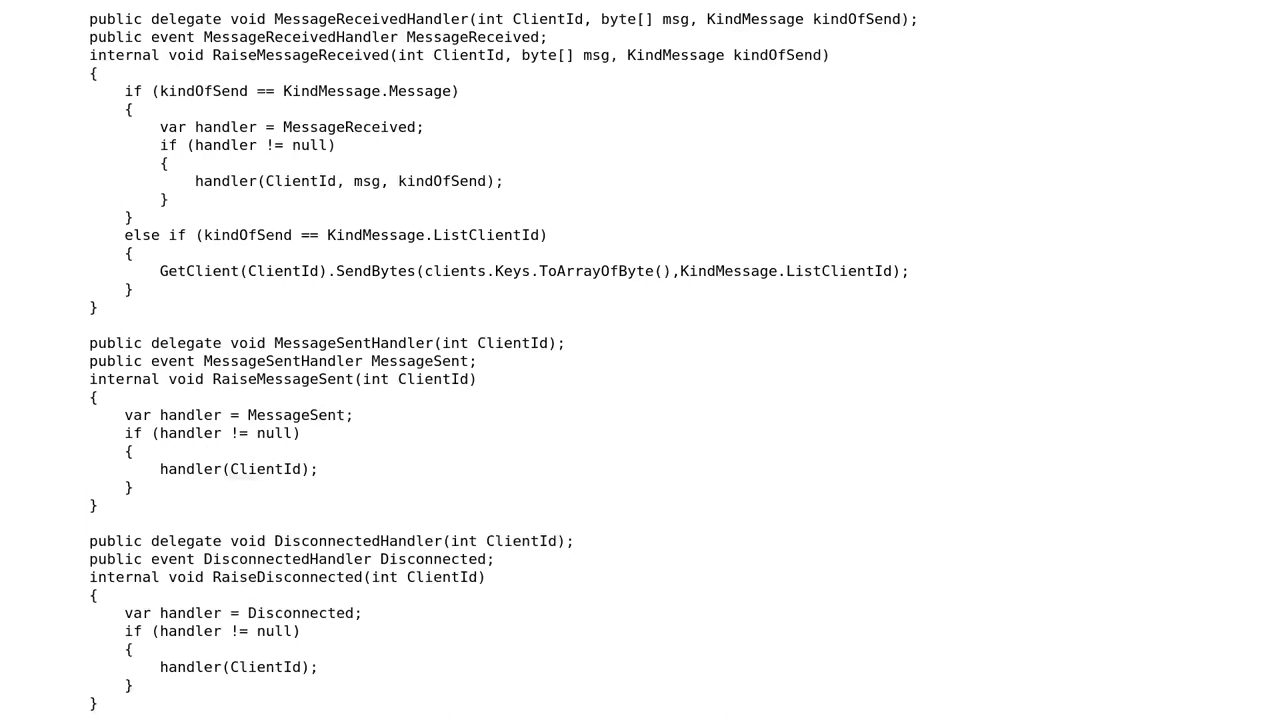 public delegate void MessageReceivedHandler(int ClientId, byte[] msg, KindMessage kindOfSend);
public event MessageReceivedHandler MessageReceived;
internal void RaiseMessageReceived(int ClientId, byte[] msg, KindMessage kindOfSend)
{
    if (kindOfSend == KindMessage.Message)
    {
        var handler = MessageReceived;
        if (handler != null)
        {
            handler(ClientId, msg, kindOfSend);
        }
    }
    else if (kindOfSend == KindMessage.ListClientId)
    {
        GetClient(ClientId).SendBytes(clients.Keys.ToArrayOfByte(),KindMessage.ListClientId);
    }
}

public delegate void MessageSentHandler(int ClientId);
public event MessageSentHandler MessageSent;
internal void RaiseMessageSent(int ClientId)
{
    var handler = MessageSent;
    if (handler != null)
    {
        handler(ClientId);
    }
}

public delegate void DisconnectedHandler(int ClientId);
public event DisconnectedHandler Disconnected;
internal void RaiseDisconnected(int ClientId)
{
    var handler = Disconnected;
    if (handler != null)
    {
        handler(ClientId);
    }
}